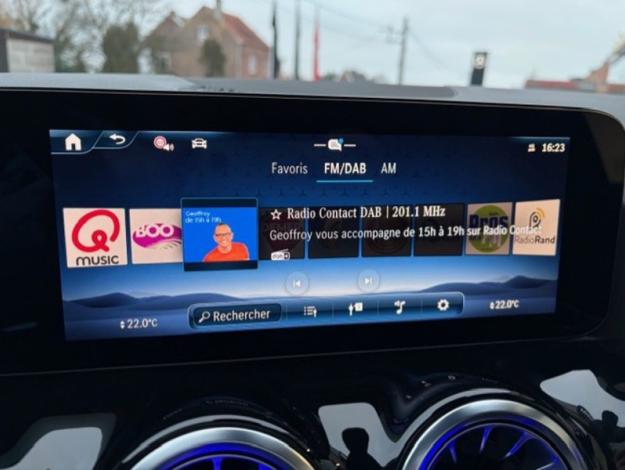 16:23
Favoris FM/DAB AM
Geoffroy
de 15h à 19h
☆ Radio Contact DAB | 201.1 MHz
Geoffroy vous accompagne de 15h à 19h sur Radio Contact
Q
MUSIC
BOO
RadioRand
22.0°C
Rechercher
22.0°C